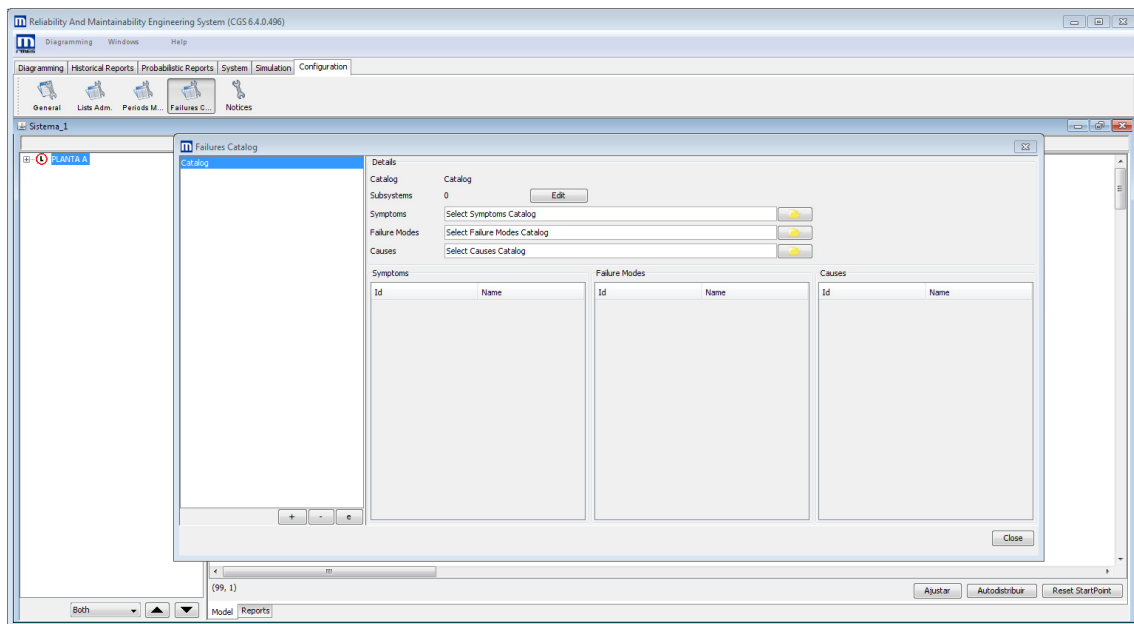 Reliability And Maintainability Engineering System (CGS 6.4.0.496)
Diagramming Windows Help
Diagramming Historical Reports Probabilistic Reports System Simulation Configuration
General Lists Adm. Periods M... Failures C... Notices
Sistema_1
PLANTA A
Failures Catalog
Catalog
Details
Catalog Catalog
Subsystems 0 Edit
Symptoms Select Symptoms Catalog
Failure Modes Select Failure Modes Catalog
Causes Select Causes Catalog
Symptoms Failure Modes Causes
Id Name Id Name Id Name
+ - e
Close
(99, 1)
Ajustar Autodistribuir Reset StartPoint
Both Model Reports